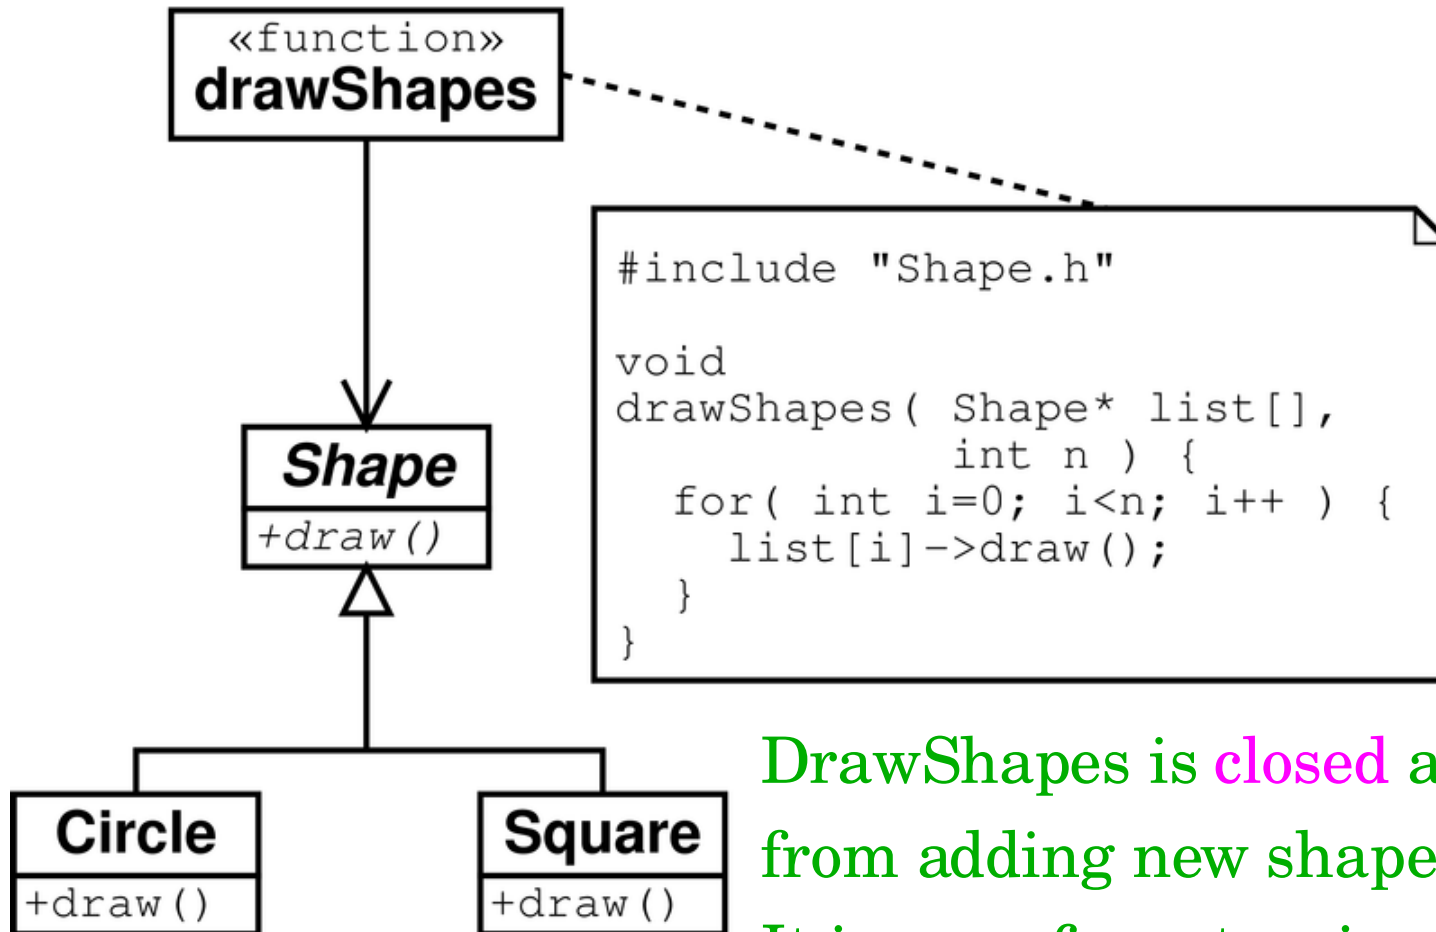 «function»
drawShapes
#include "Shape.h"
void
drawShapes( Shape* list[],
int n ) {
for( int i=0; i<n; i++ ) {
list[i]->draw();
}
}
Shape
+draw()
Circle
+draw()
Square
+draw()
DrawShapes is closed
from adding new shape